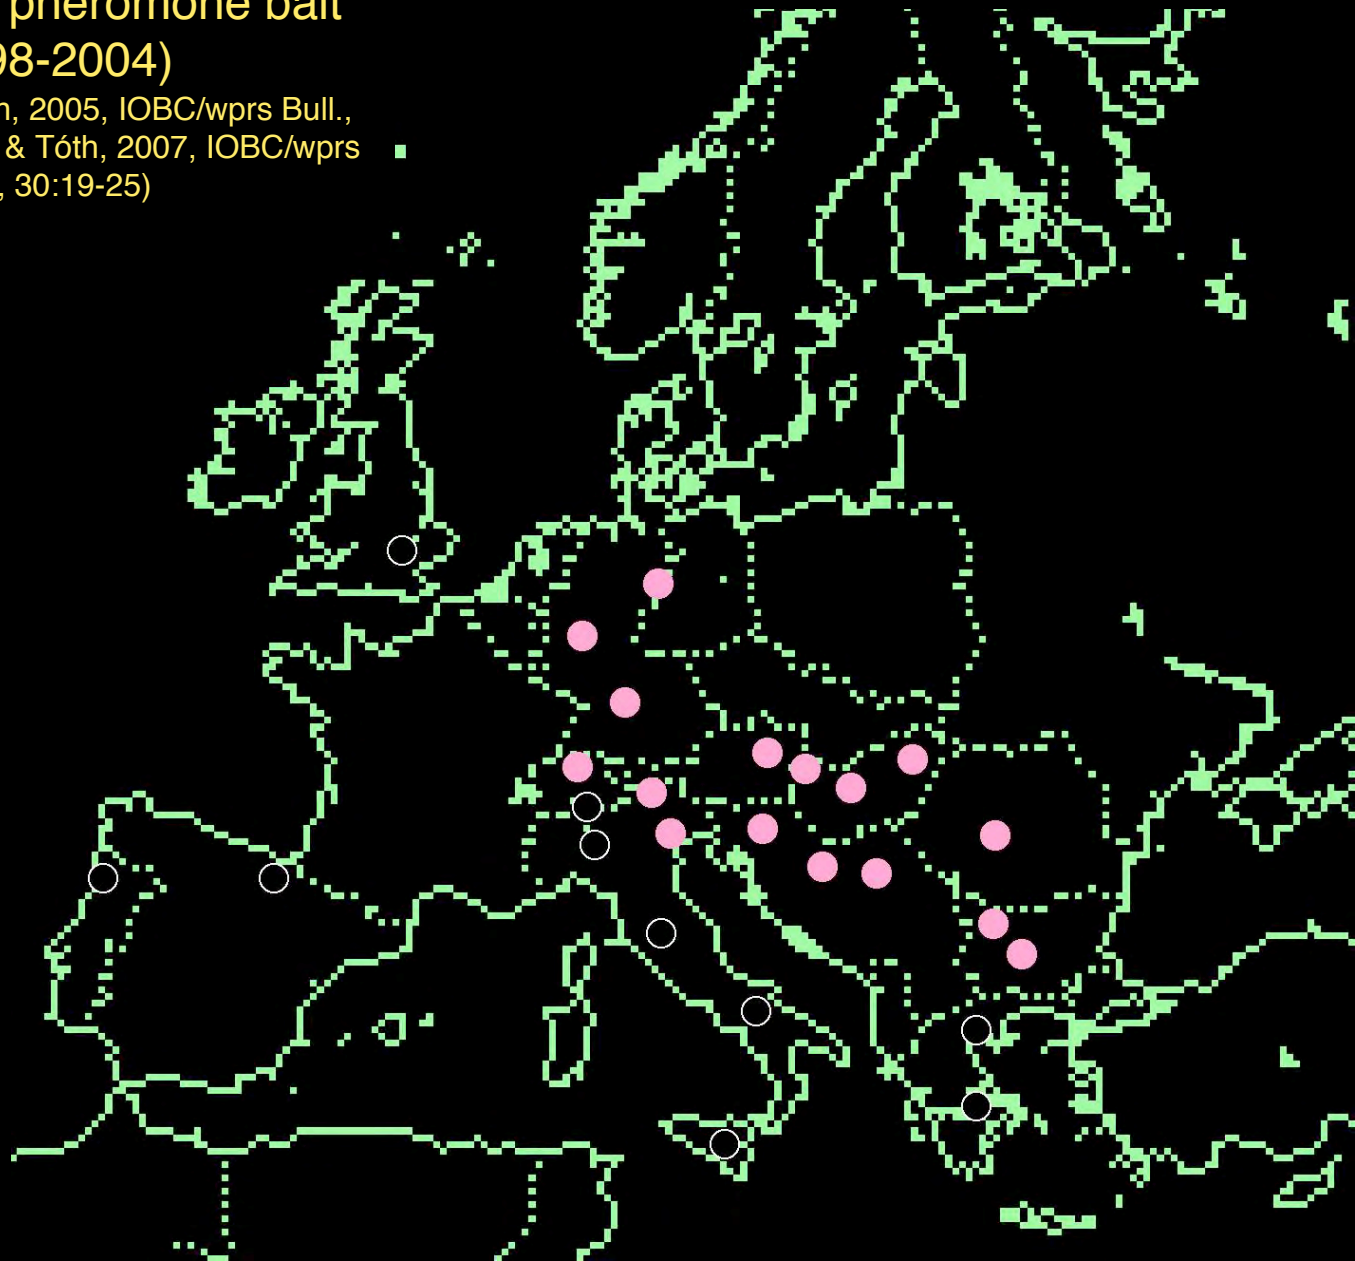 pheromone bait
98-2004)
, 2005, IOBC/wprs Bull.,
& Tóth, 2007, IOBC/wprs
, 30:19-25)